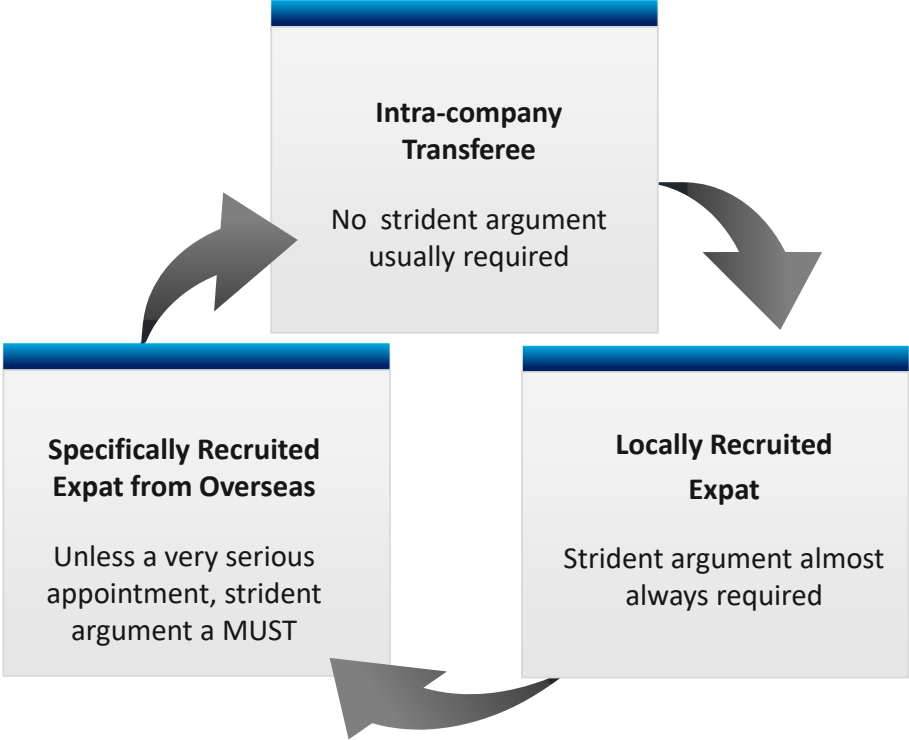 Intra-company
Transferee
No strident argument
usually required
Specifically Recruited
Expat from Overseas
Unless a very serious
appointment, strident
argument a MUST
Locally Recruited
Expat
Strident argument almost
always required